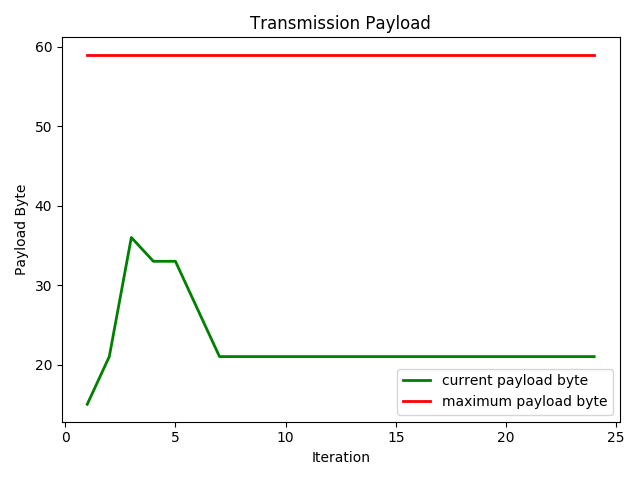 Transmission Payload
Payload Byte
60
50
40
30
20
current payload byte
maximum payload byte
0 5 10 15 20 25
Iteration